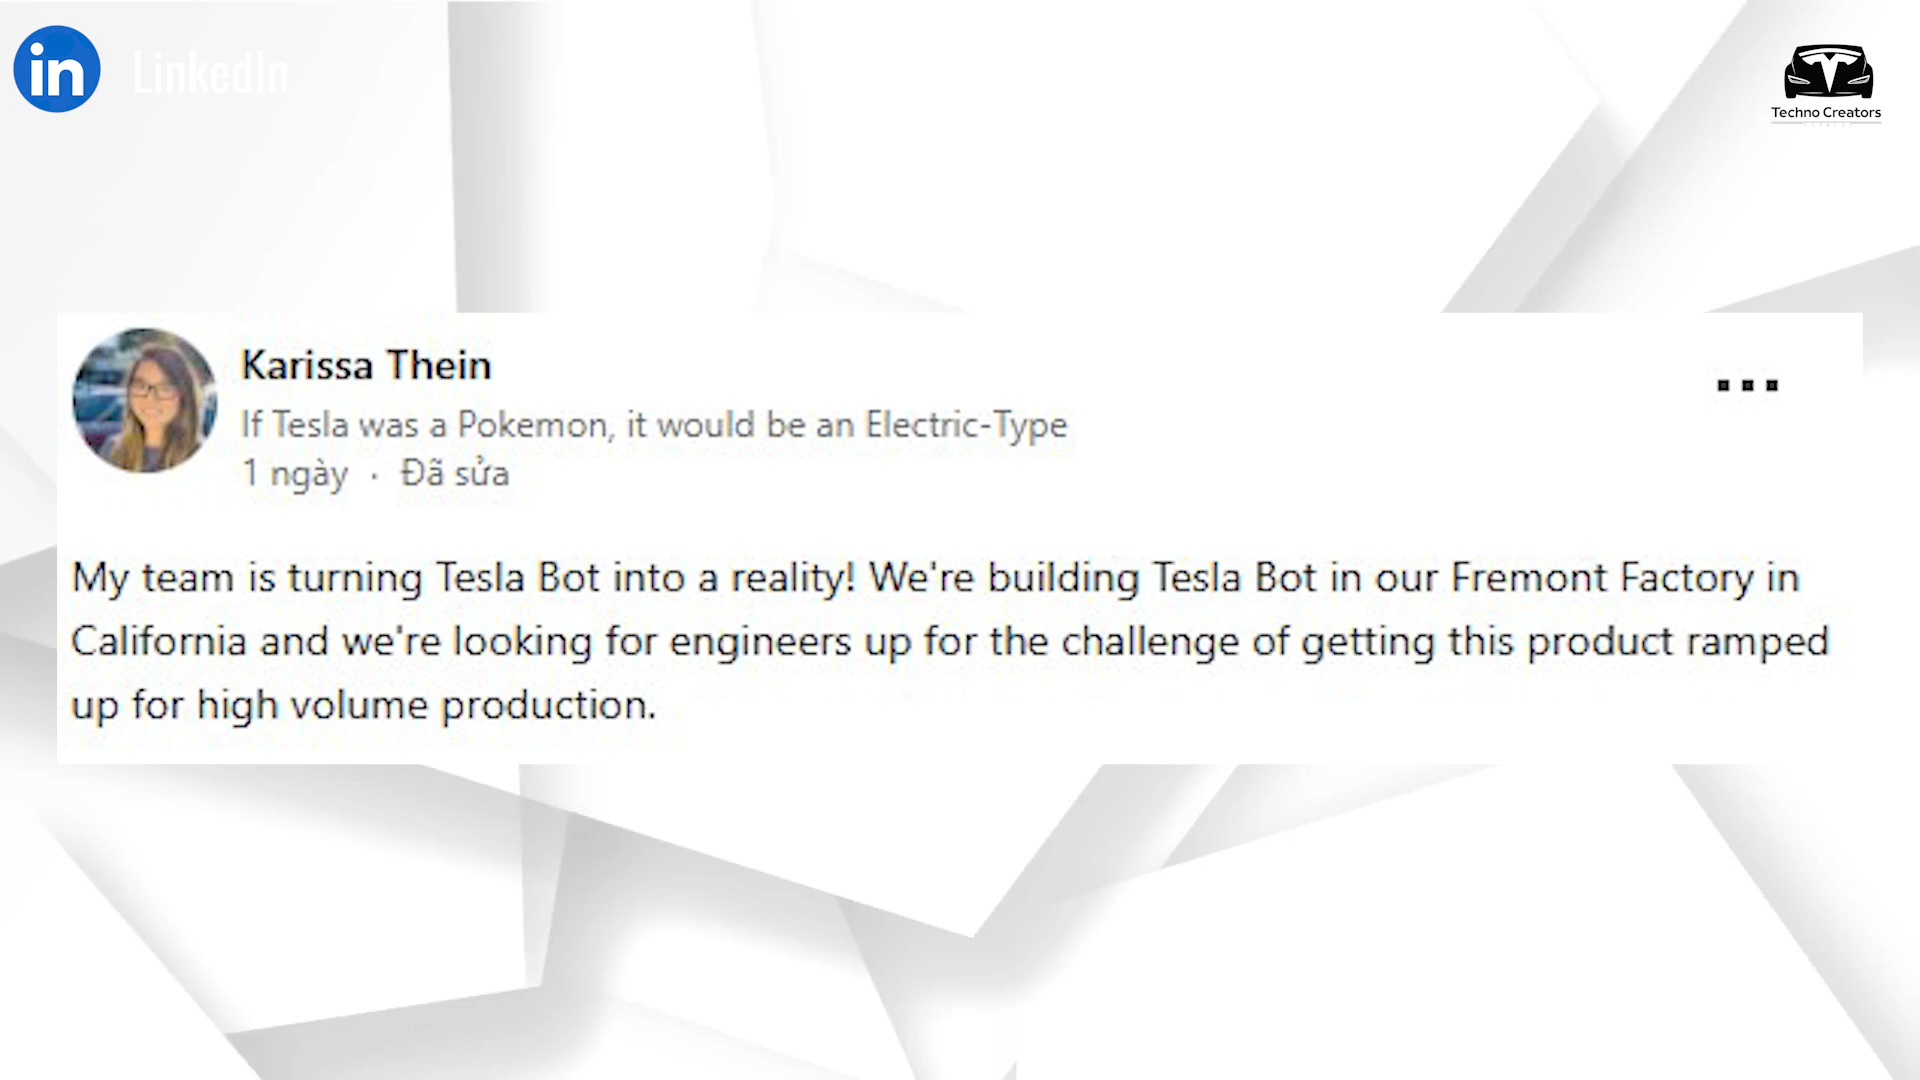 in LinkedIn
Techno Creators
Karissa Thein
If Tesla was a Pokemon, it would be an Electric-Type
1 ngày · Đã sửa
My team is turning Tesla Bot into a reality! We're building Tesla Bot in our Fremont Factory in
California and we're looking for engineers up for the challenge of getting this product ramped
up for high volume production.